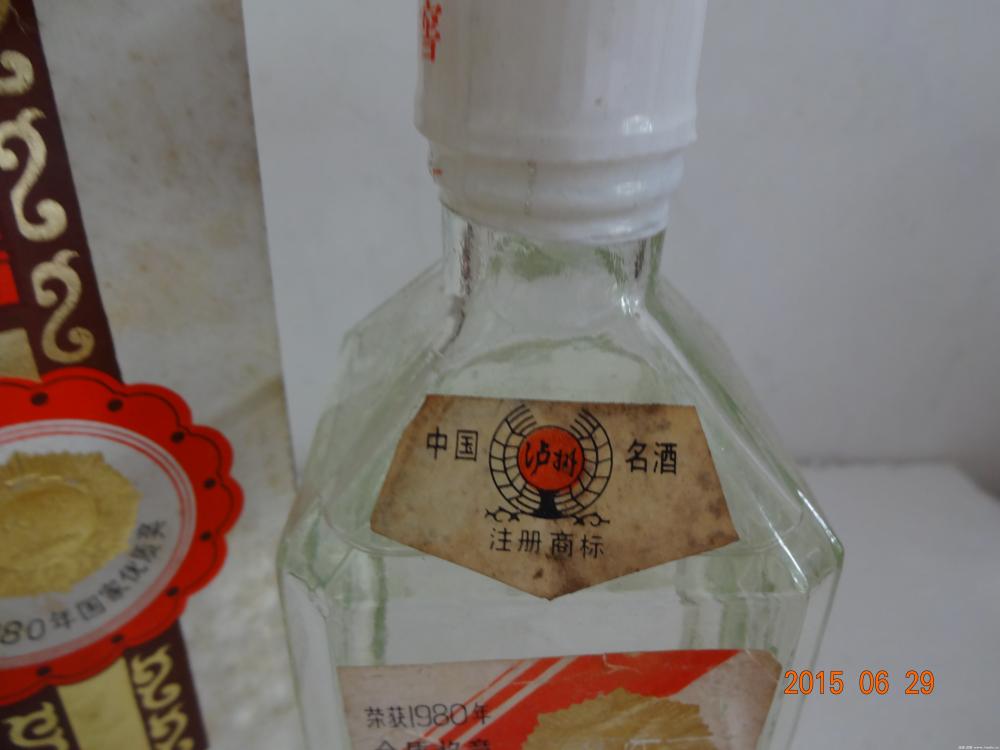 窖
中国 泸州 名酒
注册商标
80年国家优质奖
荣获1980年
2015 06 29